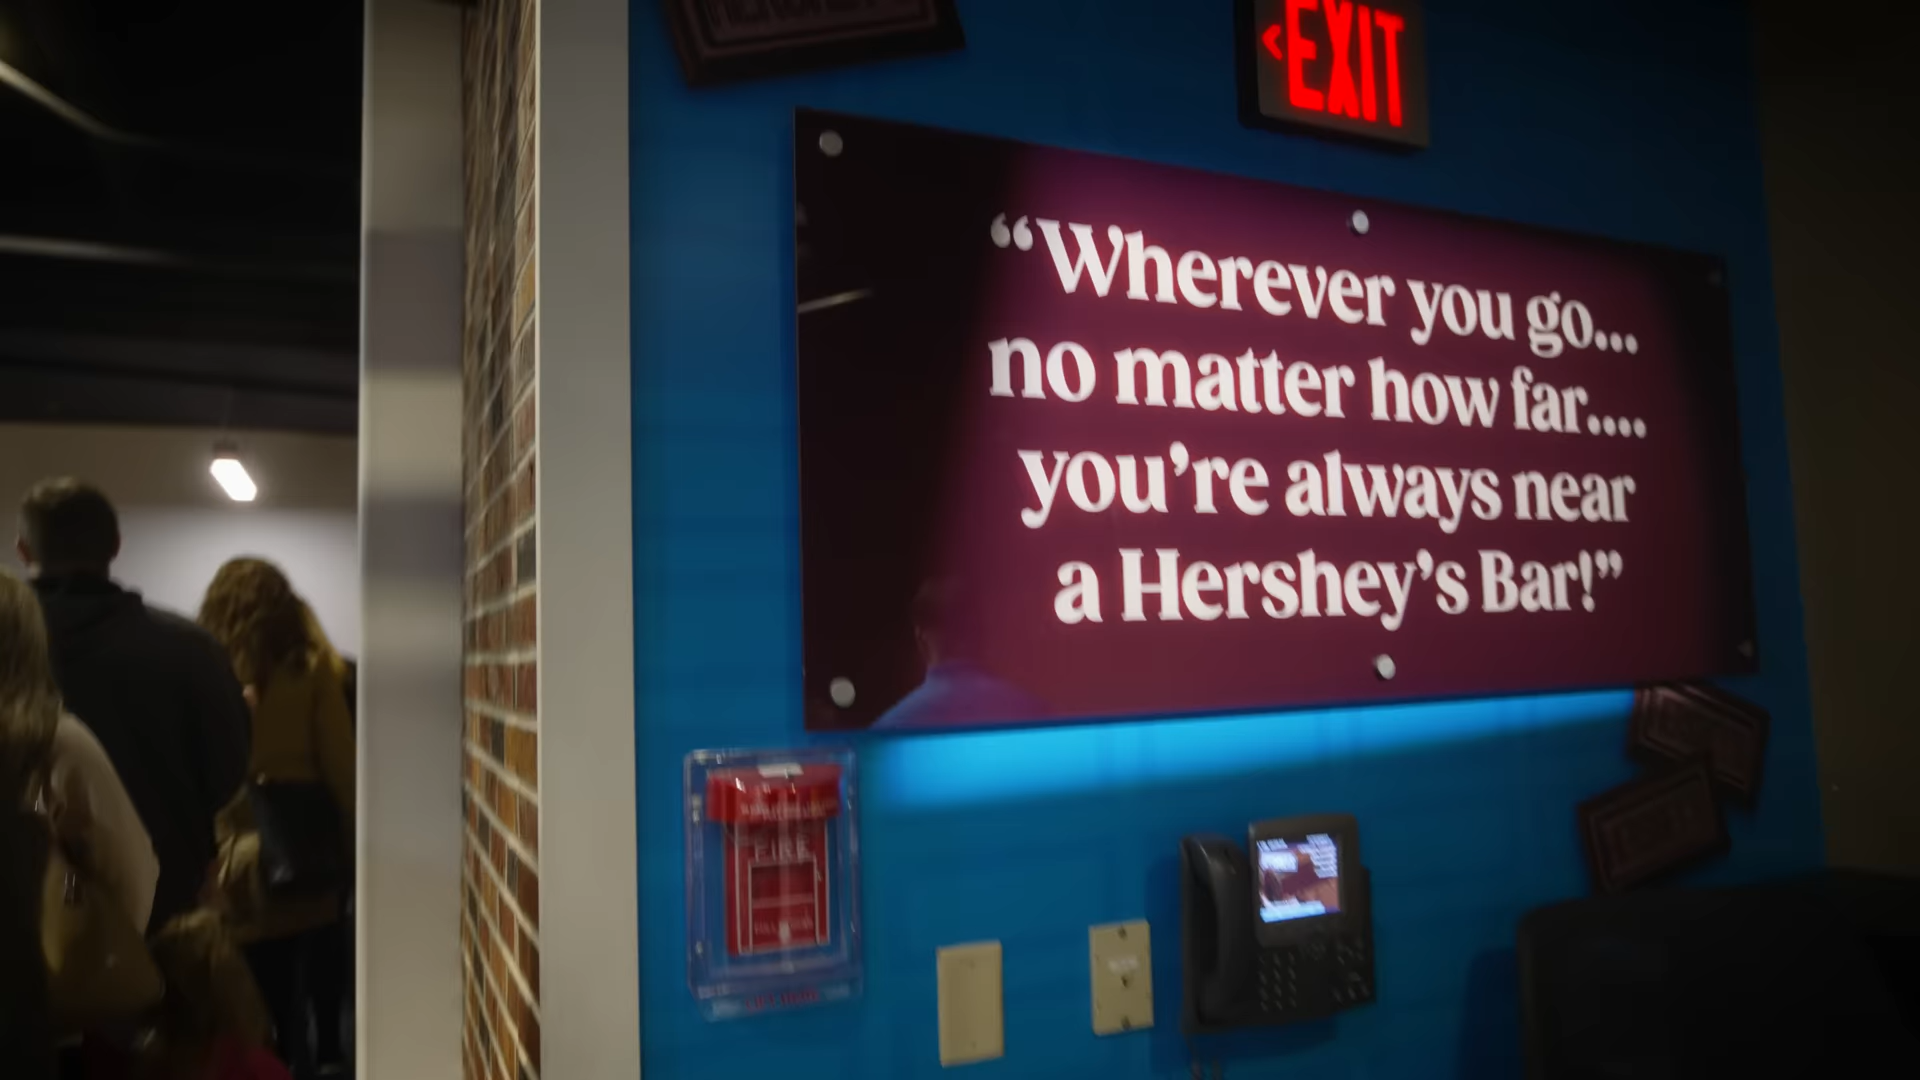 <EXIT
“Wherever you go...
no matter how far....
you’re always near
a Hershey’s Bar!”
FIRE